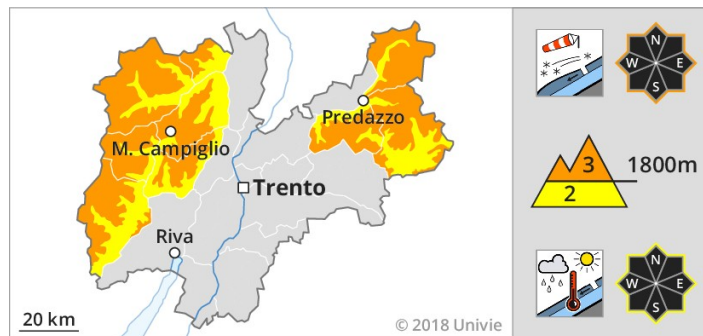 N
W E
S
Predazzo
M. Campiglio
3 1800m
2
Trento
Riva
N
W E
S
20 km
© 2018 Univie